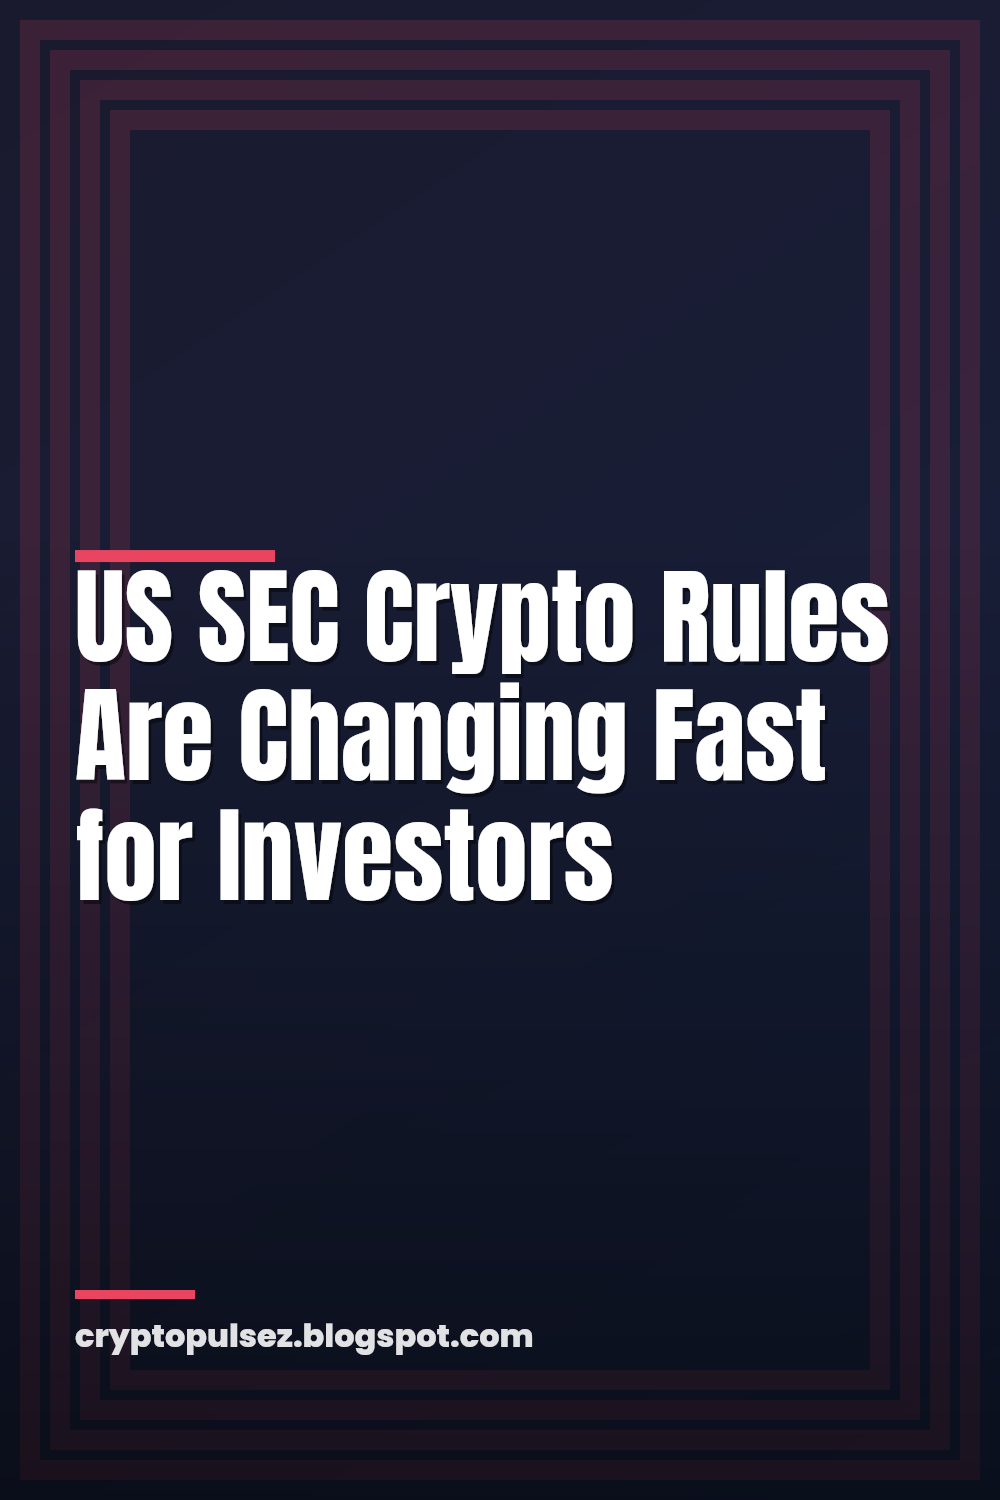 US SEC Crypto Rules
Are Changing Fast
for Investors
cryptopulsez.blogspot.com